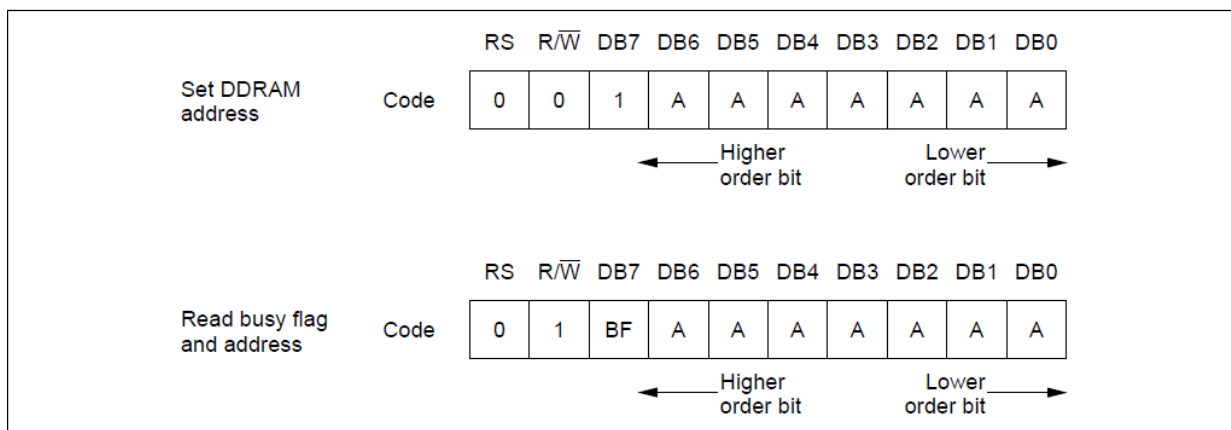 RS R/W̅ DB7 DB6 DB5 DB4 DB3 DB2 DB1 DB0
Set DDRAM
address
Code 0 0 1 A A A A A A A
Higher
order bit
Lower
order bit
RS R/W̅ DB7 DB6 DB5 DB4 DB3 DB2 DB1 DB0
Read busy flag
and address
Code 0 1 BF A A A A A A A
Higher
order bit
Lower
order bit